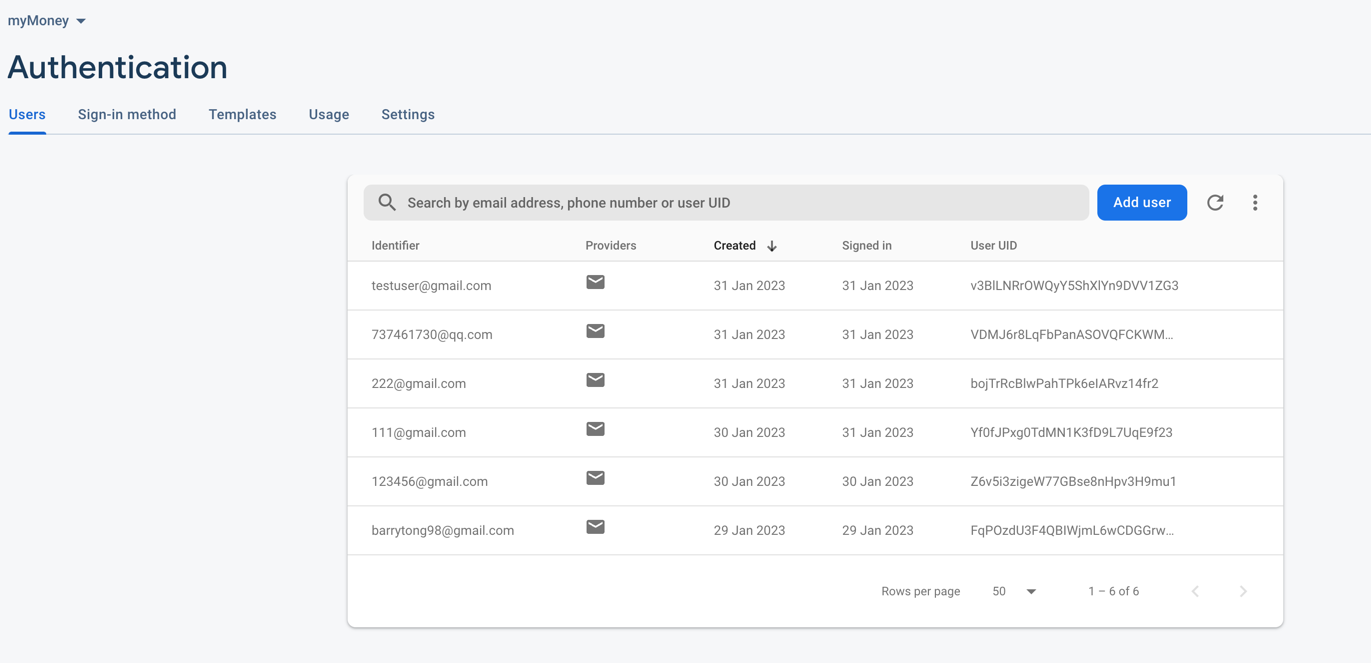 myMoney
Authentication
Users Sign-in method Templates Usage Settings
Search by email address, phone number or user UID Add user
Identifier Providers Created Signed in User UID
testuser@gmail.com 31 Jan 2023 31 Jan 2023 v3BlLNRrOWQyY5ShXlYn9DVV1ZG3
737461730@qq.com 31 Jan 2023 31 Jan 2023 VDMJ6r8LqFbPanASOVQFCKWM...
222@gmail.com 31 Jan 2023 31 Jan 2023 bojTrRcBlwPahTPk6eIARvz14fr2
111@gmail.com 30 Jan 2023 31 Jan 2023 Yf0fJPxg0TdMN1K3fD9L7UqE9f23
123456@gmail.com 30 Jan 2023 30 Jan 2023 Z6v5i3zigeW77GBse8nHpv3H9mu1
barrytong98@gmail.com 29 Jan 2023 29 Jan 2023 FqPOzdU3F4QBIWjmL6wCDGGrw...
Rows per page 50 1 – 6 of 6